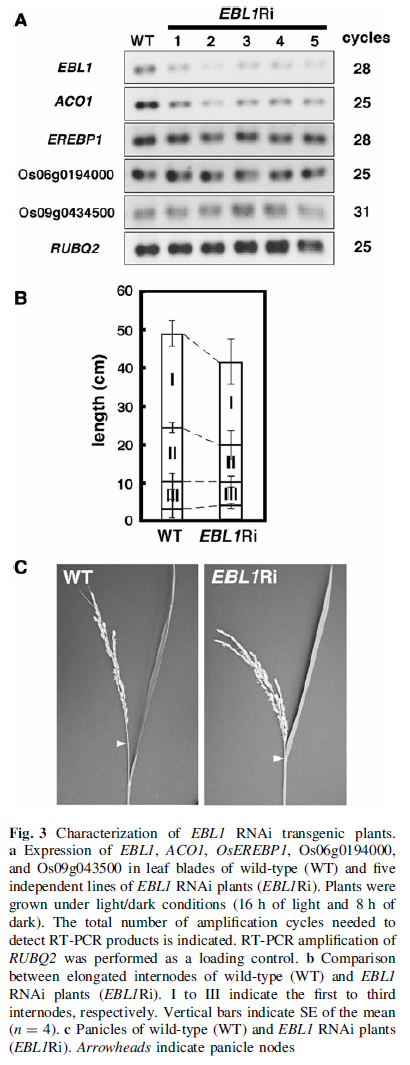 A
EBL1Ri
WT 1 2 3 4 5 cycles
EBL1 28
ACO1 25
EREBP1 28
Os06g0194000 25
Os09g0434500 31
RUBQ2 25
B
60
50
40
30
20
10
0
length (cm)
I I
II II
III III
WT EBL1Ri
C
WT EBL1Ri
Fig. 3 Characterization of EBL1 RNAi transgenic plants.
a Expression of EBL1, ACO1, OsEREBP1, Os06g0194000,
and Os09g043500 in leaf blades of wild-type (WT) and five
independent lines of EBL1 RNAi plants (EBL1Ri). Plants were
grown under light/dark conditions (16 h of light and 8 h of
dark). The total number of amplification cycles needed to
detect RT-PCR products is indicated. RT-PCR amplification of
RUBQ2 was performed as a loading control. b Comparison
between elongated internodes of wild-type (WT) and EBL1
RNAi plants (EBL1Ri). I to III indicate the first to third
internodes, respectively. Vertical bars indicate SE of the mean
(n = 4). c Panicles of wild-type (WT) and EBL1 RNAi plants
(EBL1Ri). Arrowheads indicate panicle nodes